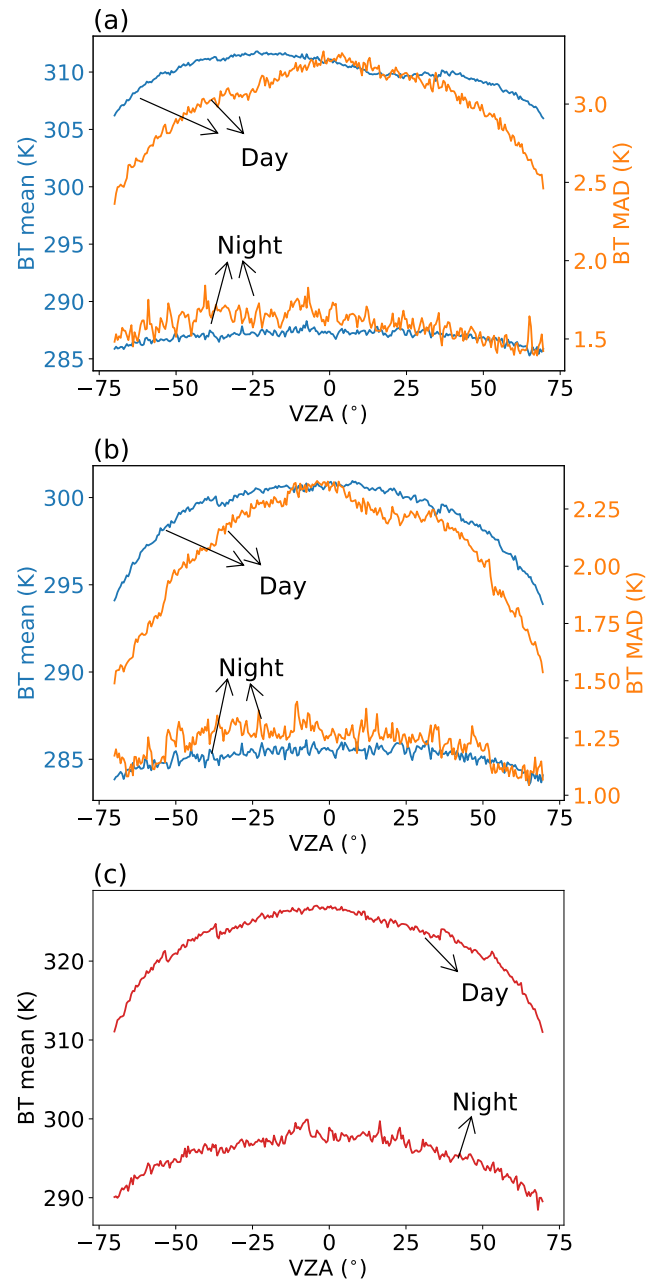 (a)
310
305
300
295
290
285
BT mean (K)
3.0
2.5
2.0
1.5
BT MAD (K)
Day
Night
−75
−50
−25
0
25
50
75
VZA (°)
(b)
300
295
290
285
BT mean (K)
2.25
2.00
1.75
1.50
1.25
1.00
BT MAD (K)
Day
Night
−75
−50
−25
0
25
50
75
VZA (°)
(c)
320
310
300
290
BT mean (K)
Day
Night
−75
−50
−25
0
25
50
75
VZA (°)